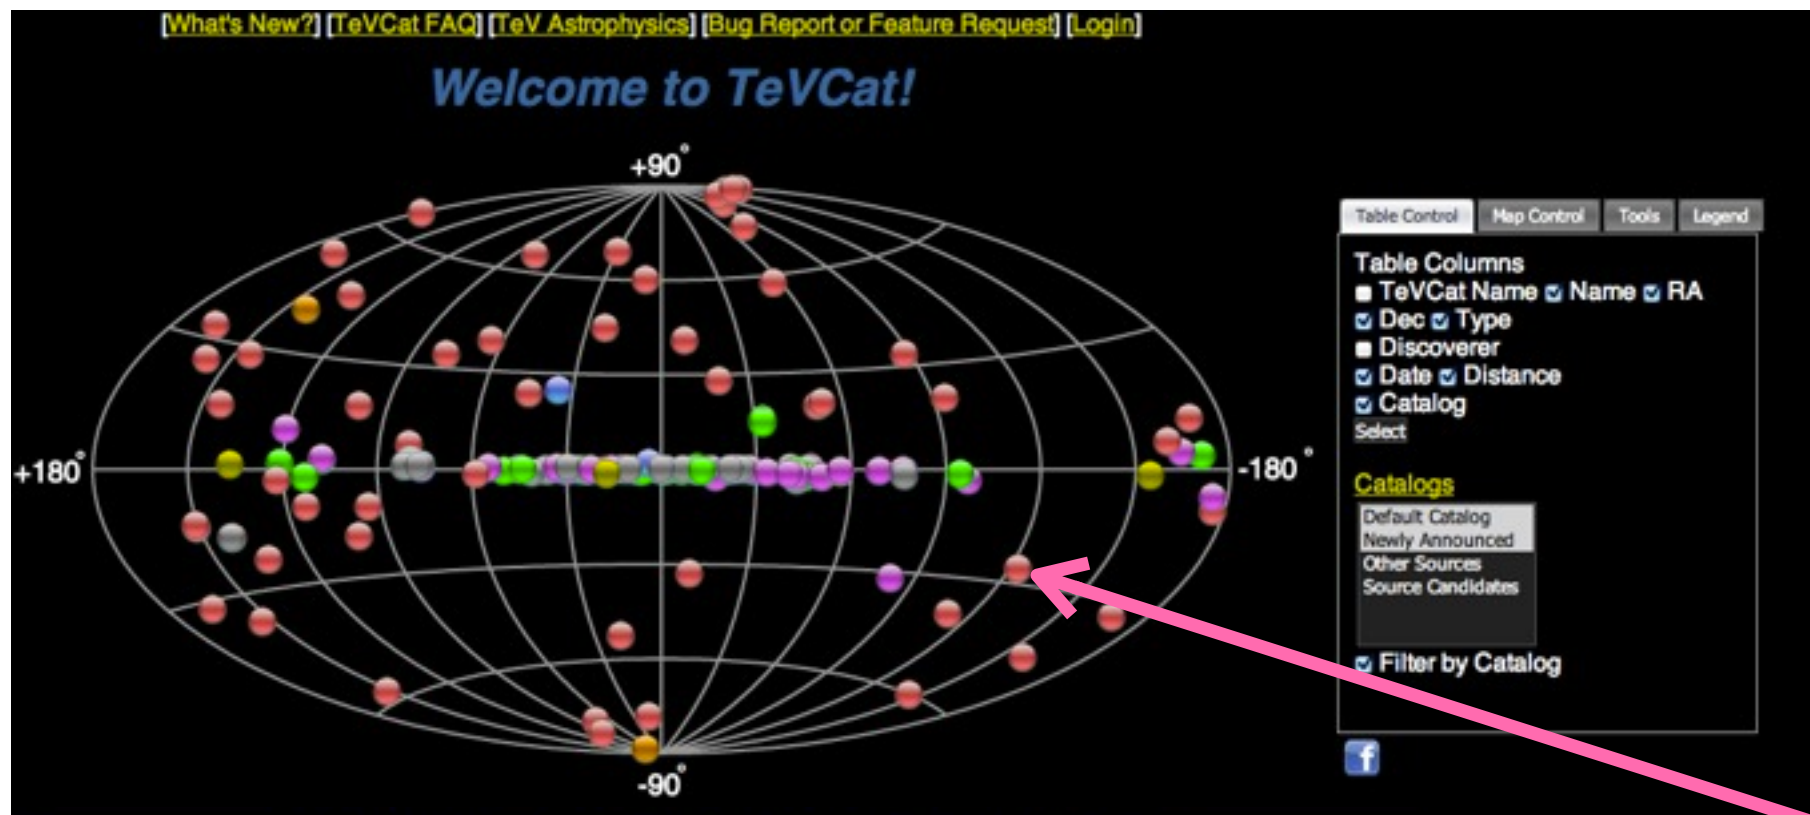 [What's New?] [TeVCat FAQ] [TeV Astrophysics] [Bug Report or Feature Request] [Login]
Welcome to TeVCat!
+90°
+180°
-180 °
-90°
Table Control Map Control Tools Legend
Table Columns
TeVCat Name Name RA
Dec Type
Discoverer
Date Distance
Catalog
Select
Catalogs
Default Catalog
Newly Announced
Other Sources
Source Candidates
Filter by Catalog
f